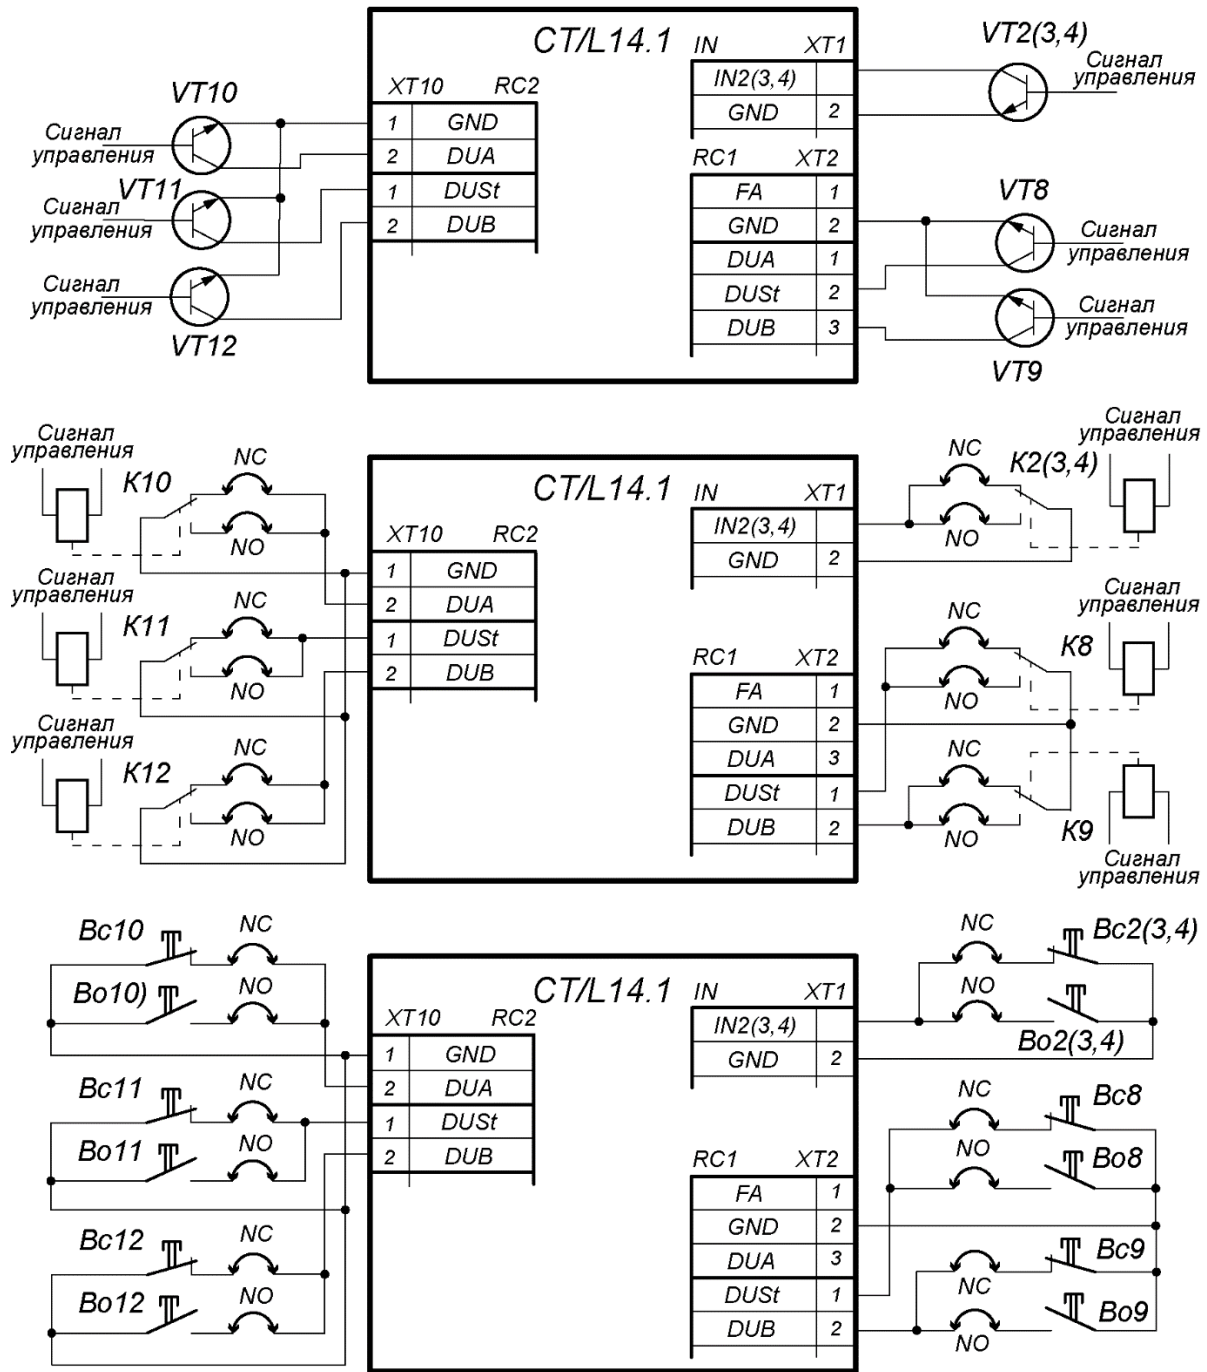 CT/L14.1
IN XT1
VT2(3,4)
Сигнал
управления
IN2(3,4)
GND 2
VT10
XT10 RC2
Сигнал
управления
1 GND
2 DUA
1 DUSt
2 DUB
VT11
Сигнал
управления
Сигнал
управления
VT12
RC1 XT2
FA 1
GND 2
DUA 1
DUSt 2
DUB 3
VT8
Сигнал
управления
Сигнал
управления
VT9
Сигнал
управления
K10
NC
NO
Сигнал
управления
K11
NC
NO
Сигнал
управления
K12
NC
NO
CT/L14.1
XT10 RC2
1 GND
2 DUA
1 DUSt
2 DUB
IN XT1
IN2(3,4)
GND 2
RC1 XT2
FA 1
GND 2
DUA 3
DUSt 1
DUB 2
NC
K2(3,4)
NO
Сигнал
управления
NC
K8
NO
Сигнал
управления
NC
NO
K9
Сигнал
управления
Bc10
NC
Bo10)
NO
Bc11
NC
Bo11
NO
Bc12
NC
Bo12
NO
CT/L14.1
XT10 RC2
1 GND
2 DUA
1 DUSt
2 DUB
IN XT1
IN2(3,4)
GND 2
RC1 XT2
FA 1
GND 2
DUA 3
DUSt 1
DUB 2
NC
Bc2(3,4)
NO
Bo2(3,4)
NC
Bc8
NO
Bo8
NC
Bc9
NO
Bo9